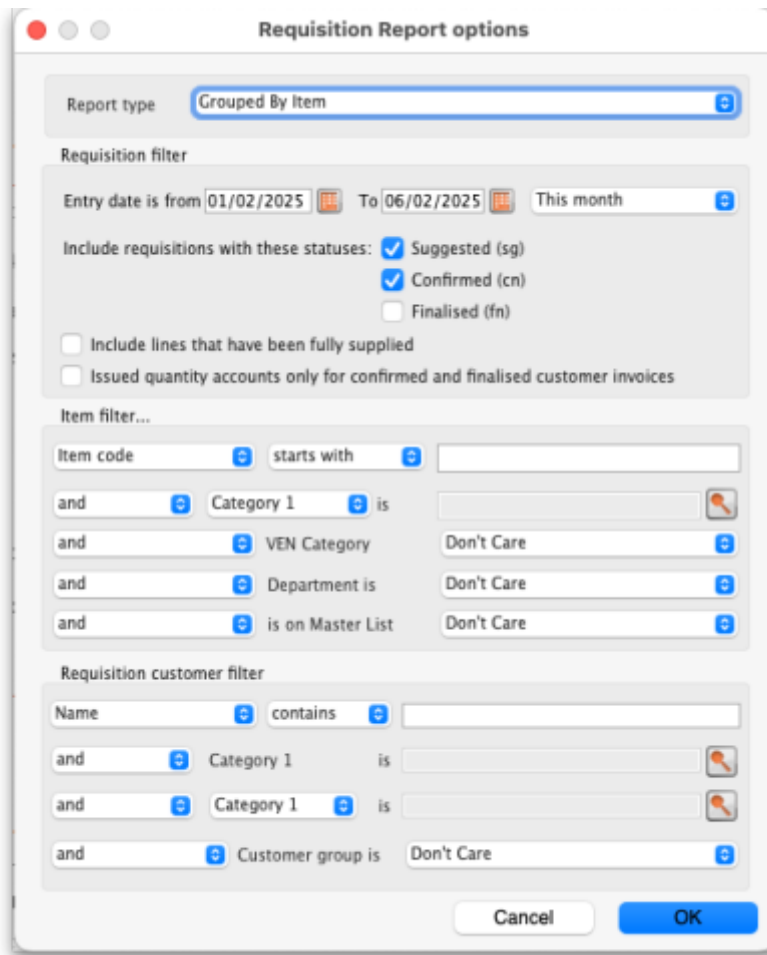 Requisition Report options
Report type Grouped By Item
Requisition filter
Entry date is from 01/02/2025 To 06/02/2025 This month
Include requisitions with these statuses: Suggested (sg)
Confirmed (cn)
Finalised (fn)
Include lines that have been fully supplied
Issued quantity accounts only for confirmed and finalised customer invoices
Item filter...
Item code starts with
and Category 1 is
and VEN Category Don't Care
and Department is Don't Care
and is on Master List Don't Care
Requisition customer filter
Name contains
and Category 1 is
and Category 1 is
and Customer group is Don't Care
Cancel OK